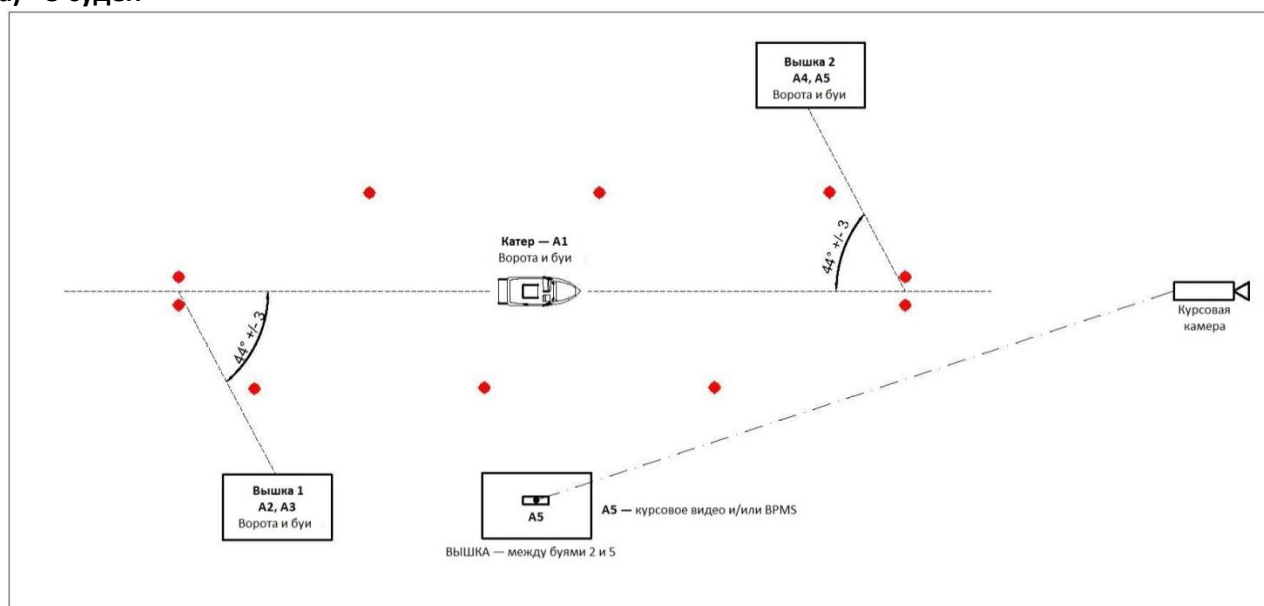 Вышка 2
А4, А5
Ворота и буи
Катер — А1
Ворота и буи
44° +/- 3
44° +/- 3
Курсовая
камера
Вышка 1
А2, А3
Ворота и буи
А5
А5 — курсовое видео и/или BPMS
ВЫШКА — между буями 2 и 5